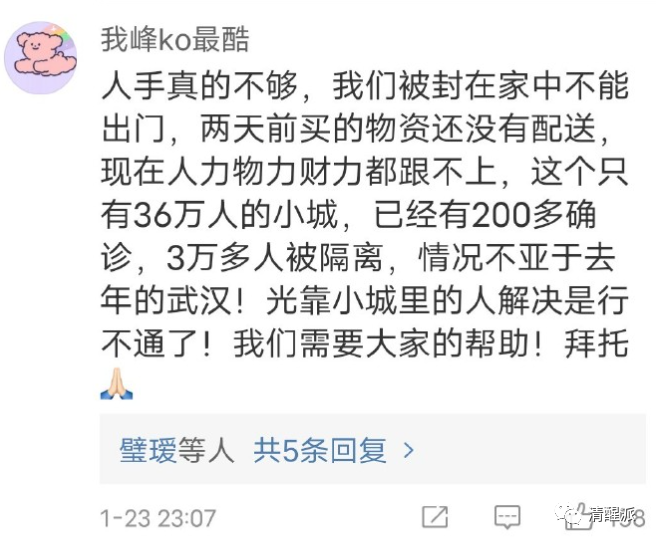 我峰ko最酷
人手真的不够，我们被封在家中不能
出门，两天前买的物资还没有配送，
现在人力物力财力都跟不上，这个只
有36万人的小城，已经有200多确
诊，3万多人被隔离，情况不亚于去
年的武汉！光靠小城里的人解决是行
不通了！我们需要大家的帮助！拜托
🙏🏻
璧瑷等人 共5条回复 >
1-23 23:07
清醒派